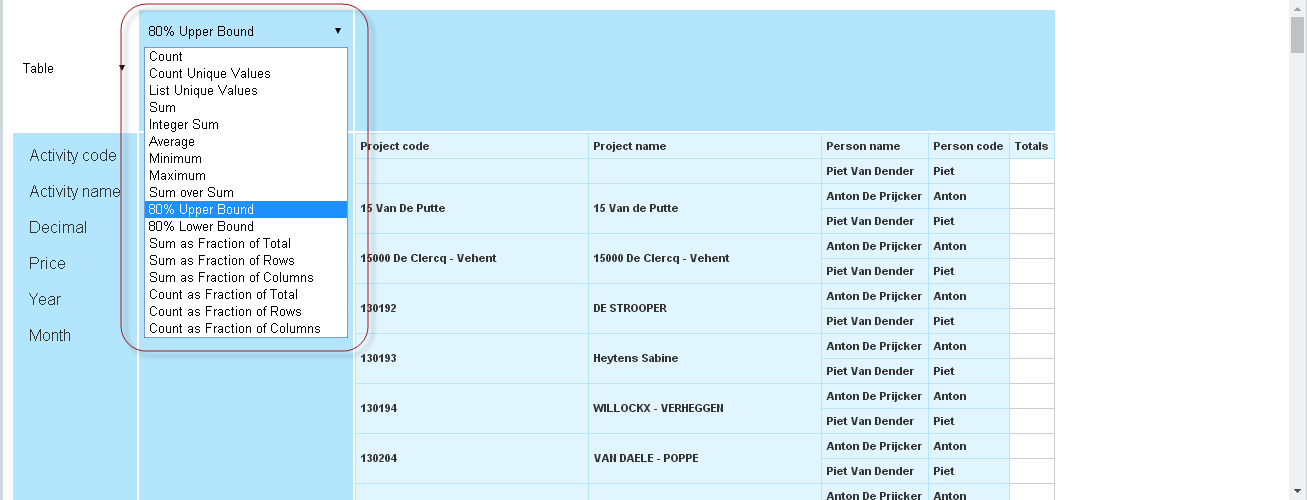 80% Upper Bound
Table
Count
Count Unique Values
List Unique Values
Sum
Integer Sum
Average
Minimum
Maximum
Sum over Sum
80% Upper Bound
80% Lower Bound
Sum as Fraction of Total
Sum as Fraction of Rows
Sum as Fraction of Columns
Count as Fraction of Total
Count as Fraction of Rows
Count as Fraction of Columns
Activity code
Activity name
Decimal
Price
Year
Month
Project code Project name Person name Person code Totals
Piet Van Dender Piet
15 Van De Putte 15 Van de Putte Anton De Prijcker Anton
Piet Van Dender Piet
15000 De Clercq - Vehent 15000 De Clercq - Vehent Anton De Prijcker Anton
Piet Van Dender Piet
130192 DE STROOPER Anton De Prijcker Anton
Piet Van Dender Piet
130193 Heytens Sabine Anton De Prijcker Anton
Piet Van Dender Piet
130194 WILLOCKX - VERHEGGEN Anton De Prijcker Anton
Piet Van Dender Piet
130204 VAN DAELE - POPPE Anton De Prijcker Anton
Piet Van Dender Piet
Anton De Prijcker Anton